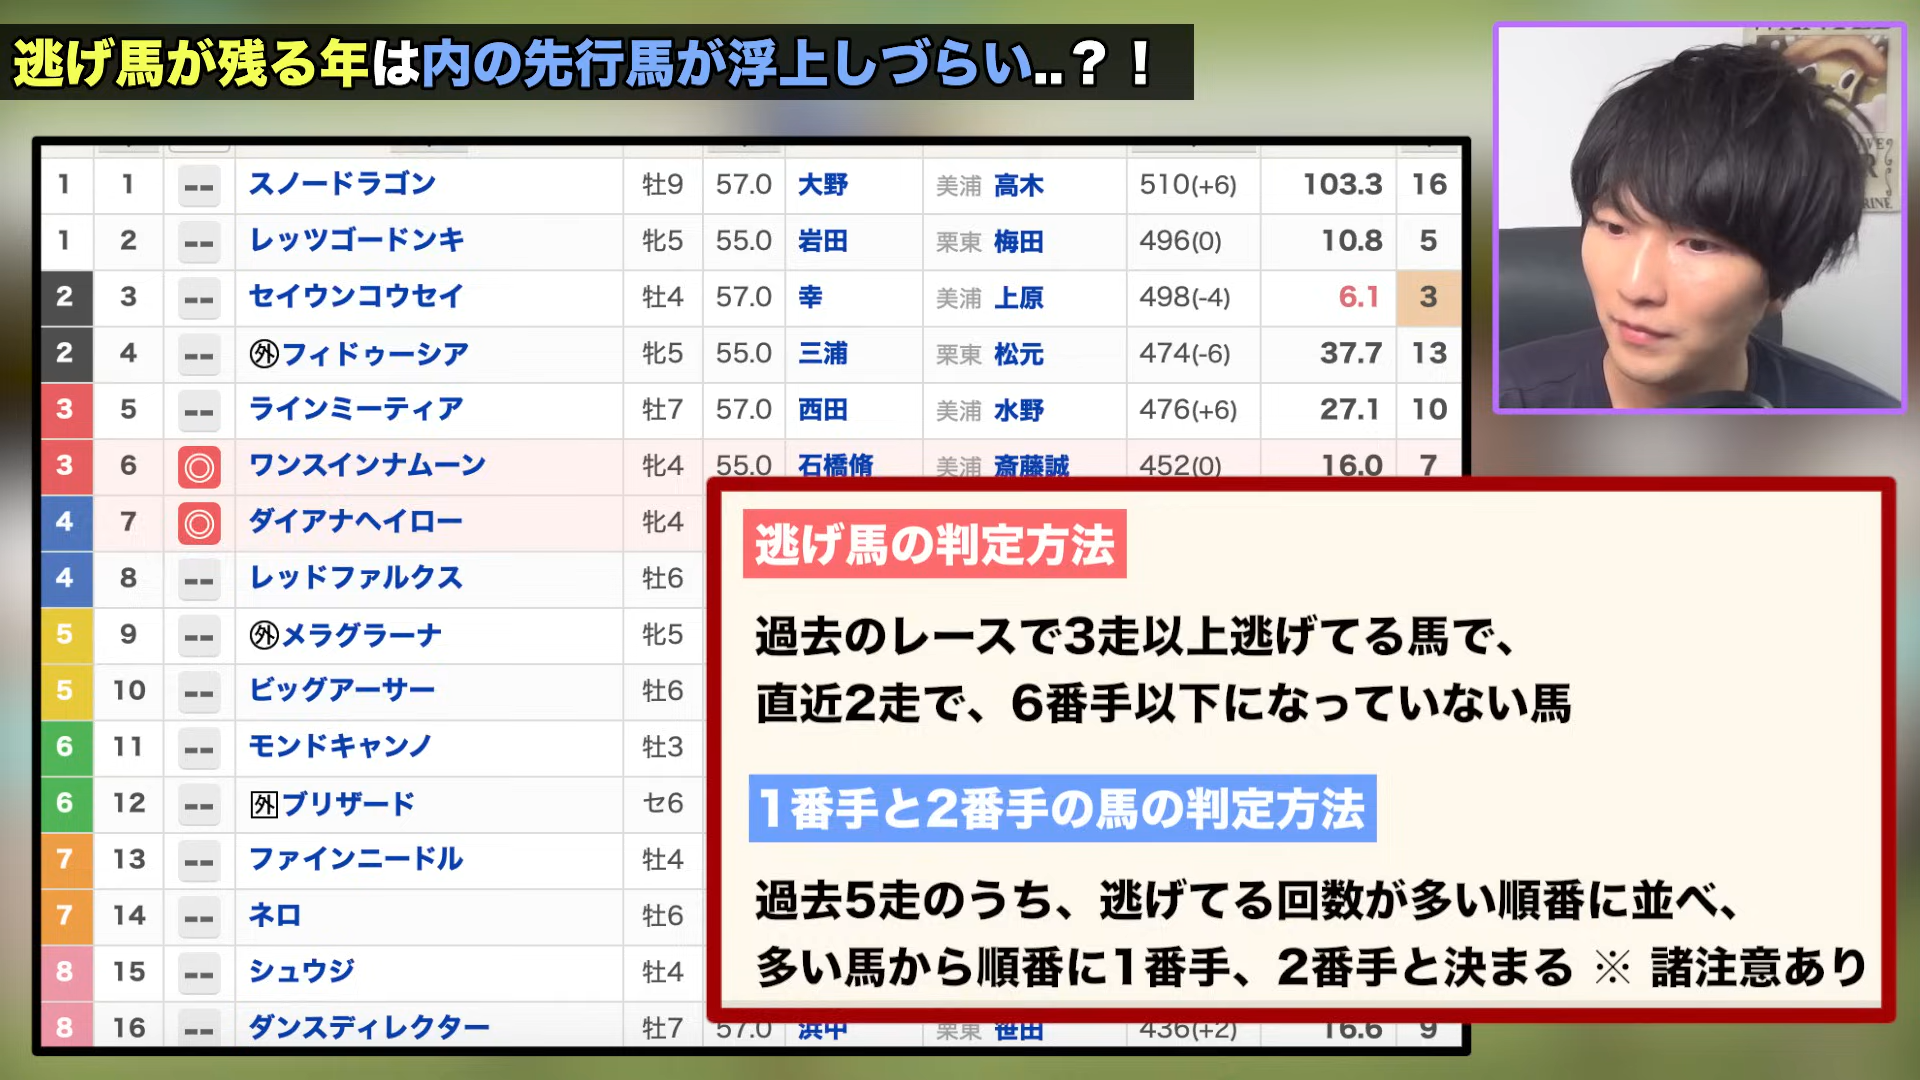 逃げ馬が残る年は内の先行馬が浮上しづらい..？！
1 1 -- スノードラゴン 牡9 57.0 大野 美浦 高木 510(+6) 103.3 16
1 2 -- レッツゴードンキ 牝5 55.0 岩田 栗東 梅田 496(0) 10.8 5
2 3 -- セイウンコウセイ 牡4 57.0 幸 美浦 上原 498(-4) 6.1 3
2 4 -- 外フィドゥーシア 牝5 55.0 三浦 栗東 松元 474(-6) 37.7 13
3 5 -- ラインミーティア 牡7 57.0 西田 美浦 水野 476(+6) 27.1 10
3 6 ◎ ワンスインナムーン 牝4 55.0 石橋脩 美浦 斎藤誠 452(0) 16.0 7
4 7 ◎ ダイアナヘイロー 牝4
4 8 -- レッドファルクス 牡6
5 9 -- 外メラグラーナ 牝5
5 10 -- ビッグアーサー 牡6
6 11 -- モンドキャンノ 牡3
6 12 -- 外ブリザード セ6
7 13 -- ファインニードル 牡4
7 14 -- ネロ 牡6
8 15 -- シュウジ 牡4
8 16 -- ダンスディレクター 牡7 57.0 浜中 栗東 笹田 436(+2) 16.6 9
逃げ馬の判定方法
過去のレースで3走以上逃げてる馬で、
直近2走で、6番手以下になっていない馬
1番手と2番手の馬の判定方法
過去5走のうち、逃げてる回数が多い順番に並べ、
多い馬から順番に1番手、2番手と決まる ※ 諸注意あり